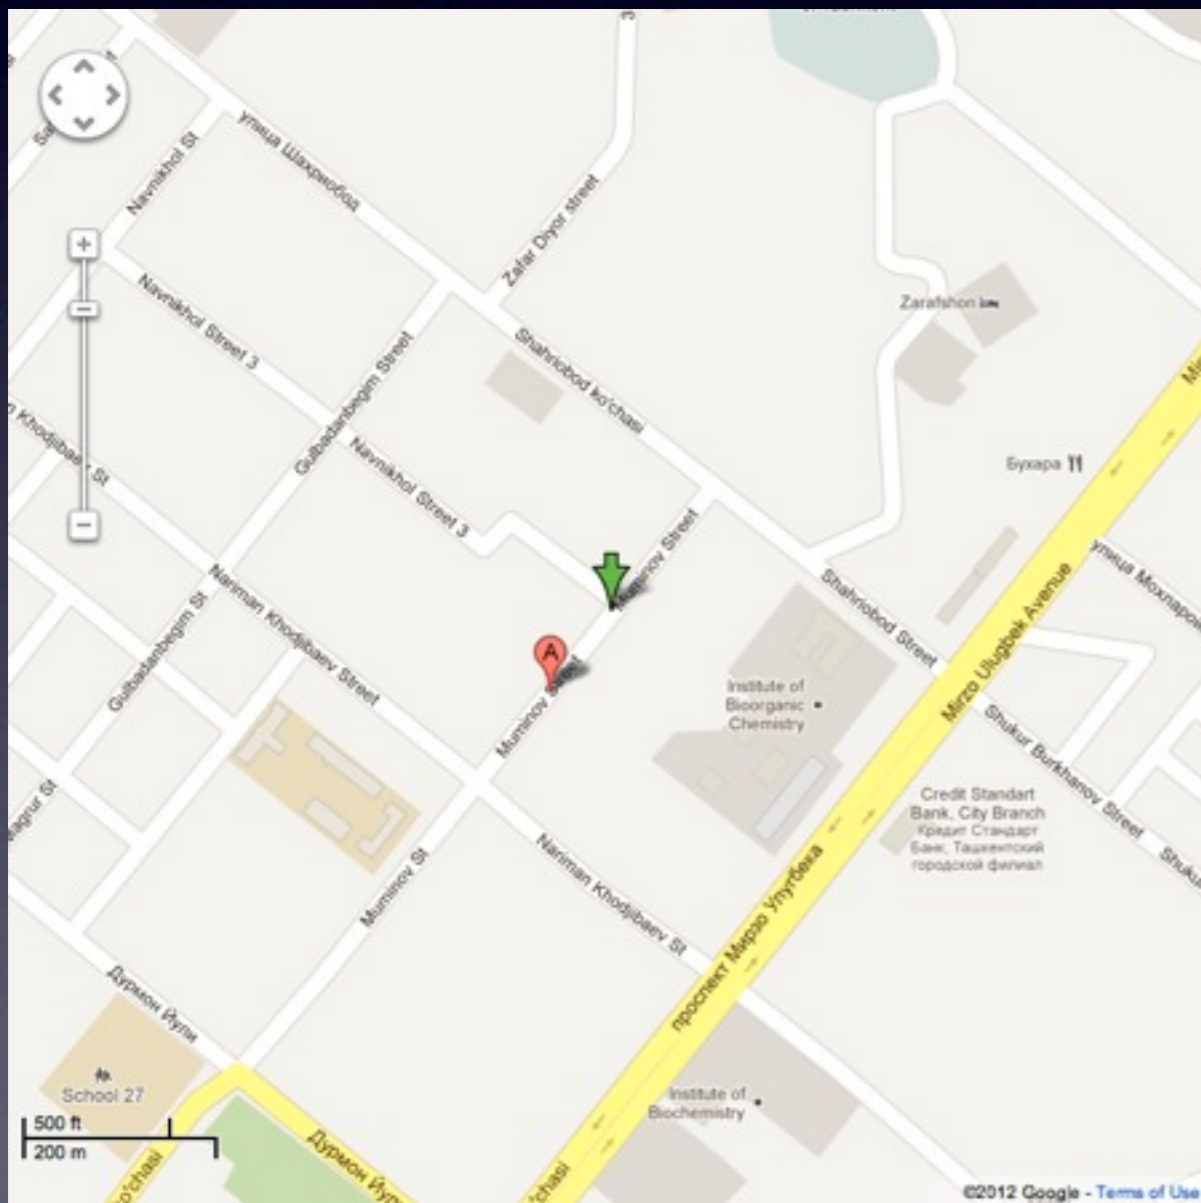 улица Шахриобод
Navnikhol St
Zafar Diyor street
Navnikhol Street 3
Zarafshon
Shahriobod ko'chasi
Gulbadanbegim Street
Khodjibaev St
Navnikhol Street 3
Бухара
Muminov Street
улица
Shahriobod Street
Nariman Khodjibaev Street
Gulbadanbegim St
Mirzo Ulugbek Avenue
A
Institute of
Bioorganic
Chemistry
Muminov
Shukur Burkhanov Street
Credit Standart
Bank, City Branch
Кредит Стандарт
Банк, Ташкентский
городской филиал
Muminov St
Nariman Khodjibaev St
проспект Мирзо Улугбека
Дурмон Йули
School 27
Institute of
Biochemistry
500 ft
200 m
Дурмон
©2012 Google - Terms of Use